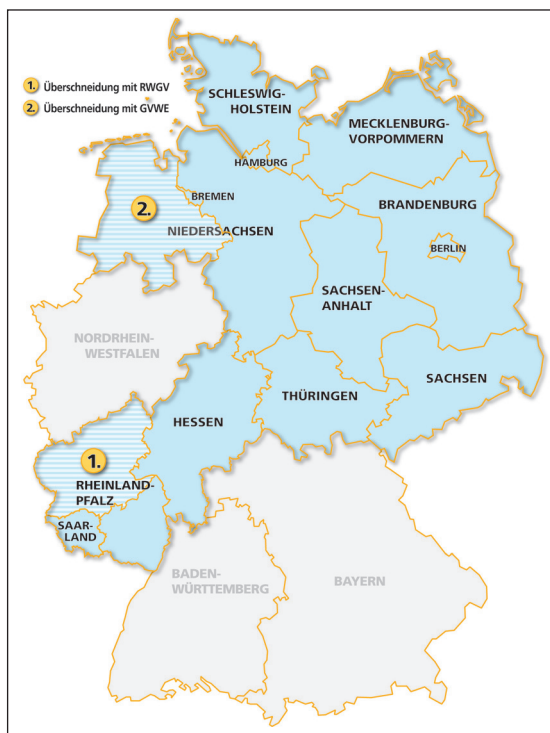 1. Überschneidung mit RWGV
2. Überschneidung mit GVWE
SCHLESWIG-
HOLSTEIN
MECKLENBURG-
VORPOMMERN
HAMBURG
BREMEN
2.
NIEDERSACHSEN
BRANDENBURG
BERLIN
SACHSEN-
ANHALT
NORDRHEIN-
WESTFALEN
SACHSEN
THÜRINGEN
HESSEN
1.
RHEINLAND-
PFALZ
SAAR-
LAND
BADEN-
WÜRTTEMBERG
BAYERN